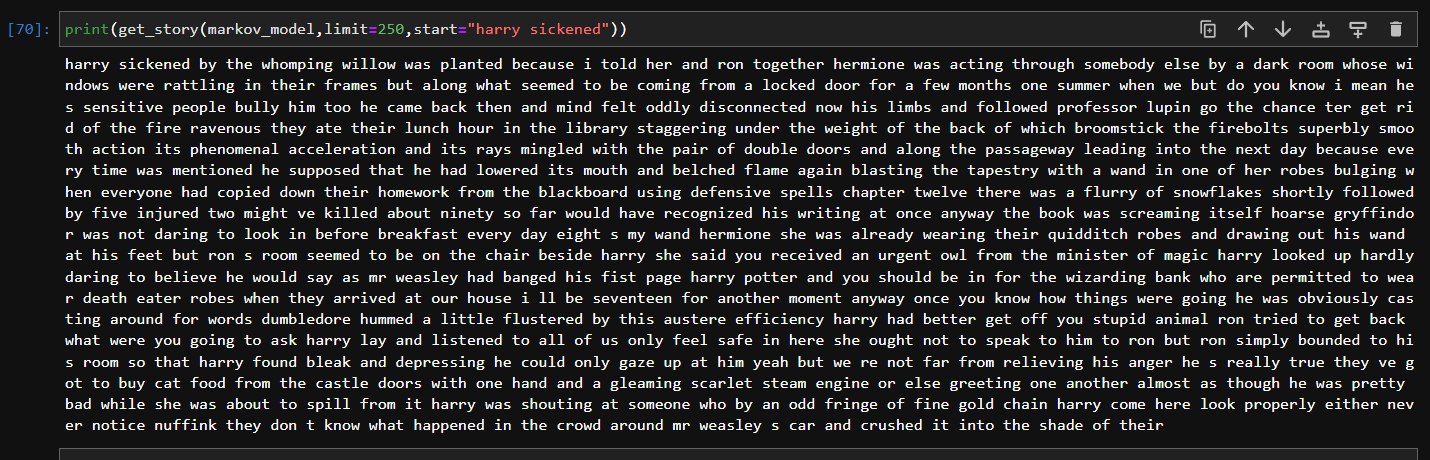 [70]: print(get_story(markov_model,limit=250,start="harry sickened"))
harry sickened by the whomping willow was planted because i told her and ron together hermione was acting through somebody else by a dark room whose wi
ndows were rattling in their frames but along what seemed to be coming from a locked door for a few months one summer when we but do you know i mean he
s sensitive people bully him too he came back then and mind felt oddly disconnected now his limbs and followed professor lupin go the chance ter get ri
d of the fire ravenous they ate their lunch hour in the library staggering under the weight of the back of which broomstick the firebolts superbly smoo
th action its phenomenal acceleration and its rays mingled with the pair of double doors and along the passageway leading into the next day because eve
ry time was mentioned he supposed that he had lowered its mouth and belched flame again blasting the tapestry with a wand in one of her robes bulging w
hen everyone had copied down their homework from the blackboard using defensive spells chapter twelve there was a flurry of snowflakes shortly followed
by five injured two might ve killed about ninety so far would have recognized his writing at once anyway the book was screaming itself hoarse gryffindo
r was not daring to look in before breakfast every day eight s my wand hermione she was already wearing their quidditch robes and drawing out his wand
at his feet but ron s room seemed to be on the chair beside harry she said you received an urgent owl from the minister of magic harry looked up hardly
daring to believe he would say as mr weasley had banged his fist page harry potter and you should be in for the wizarding bank who are permitted to wea
r death eater robes when they arrived at our house i ll be seventeen for another moment anyway once you know how things were going he was obviously cas
ting around for words dumbledore hummed a little flustered by this austere efficiency harry had better get off you stupid animal ron tried to get back
what were you going to ask harry lay and listened to all of us only feel safe in here she ought not to speak to him to ron but ron simply bounded to hi
s room so that harry found bleak and depressing he could only gaze up at him yeah but we re not far from relieving his anger he s really true they ve g
ot to buy cat food from the castle doors with one hand and a gleaming scarlet steam engine or else greeting one another almost as though he was pretty
bad while she was about to spill from it harry was shouting at someone who by an odd fringe of fine gold chain harry come here look properly either nev
er notice nuffink they don t know what happened in the crowd around mr weasley s car and crushed it into the shade of their